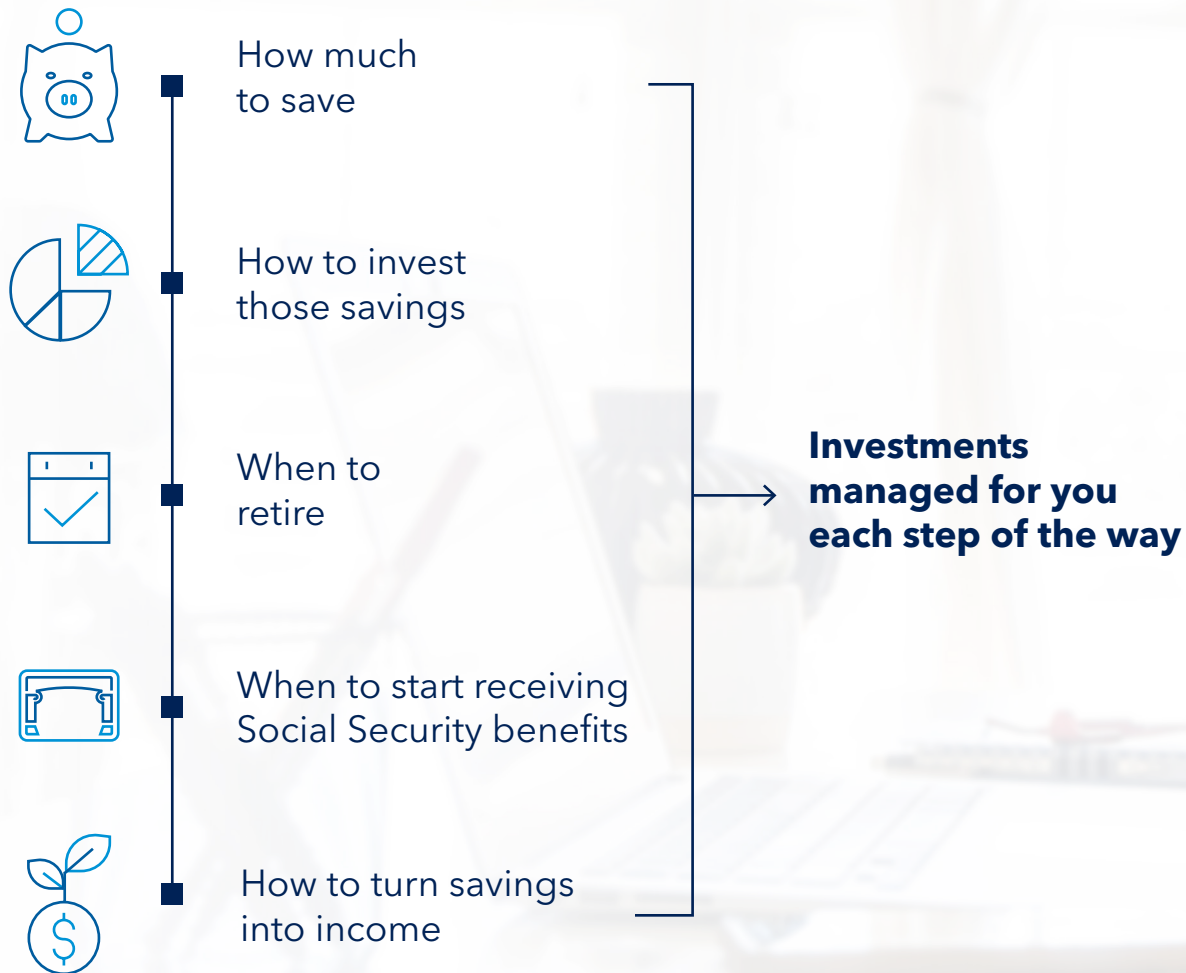 How much
to save
How to invest
those savings
When to
retire
Investments
managed for you
each step of the way
When to start receiving
Social Security benefits
How to turn savings
into income
$